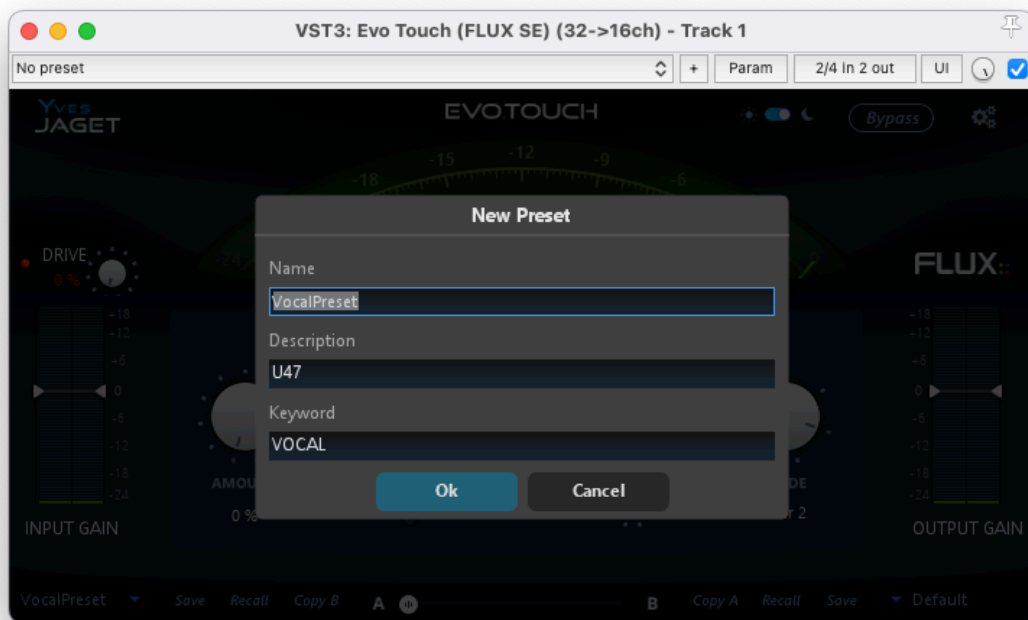 VST3: Evo Touch (FLUX SE) (32->16ch) - Track 1
No preset
+
Param
2/4 in 2 out
UI
YVES
JAGET
EVO.TOUCH
Bypass
-18
-15
-12
-9
-6
New Preset
DRIVE
0 %
FLUX::
Name
VocalPreset
Description
U47
Keyword
VOCAL
Ok
Cancel
+18
+12
+6
0
-6
-12
-18
-24
INPUT GAIN
AMOU
0 %
DE
r 2
+18
+12
+6
0
-6
-12
-18
-24
OUTPUT GAIN
VocalPreset Save Recall Copy B A B Copy A Recall Save Default